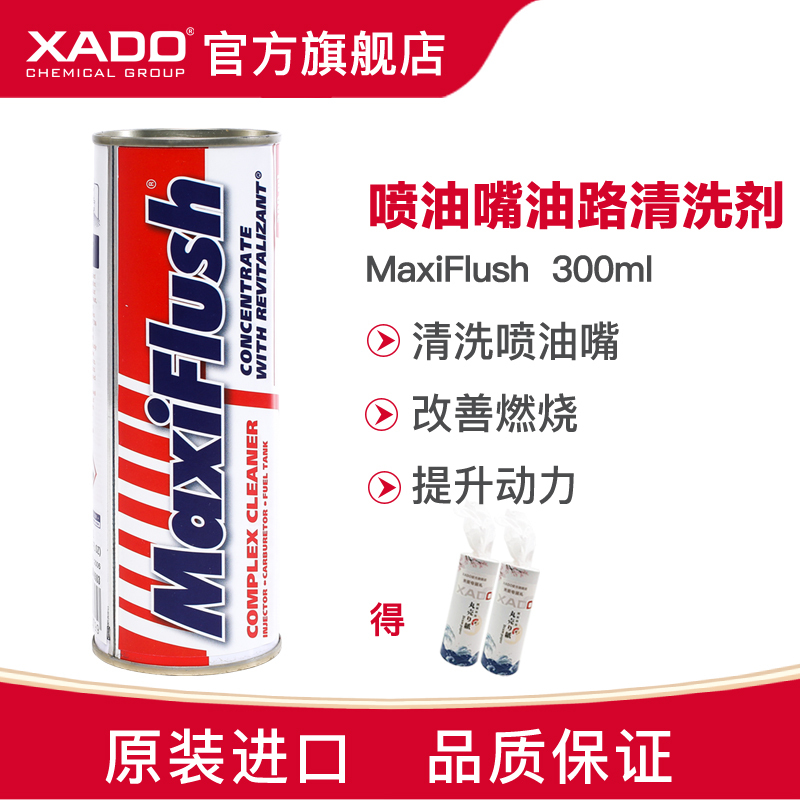 XADO®
CHEMICAL GROUP
官方旗舰店
MaxiFlush®
CONCENTRATE
WITH REVITALIZANT®
COMPLEX CLEANER
INJECTOR - CARBURETOR - FUEL TANK
喷油嘴油路清洗剂
MaxiFlush 300ml
清洗喷油嘴
改善燃烧
提升动力
得
XADO
XADO
原装进口
品质保证